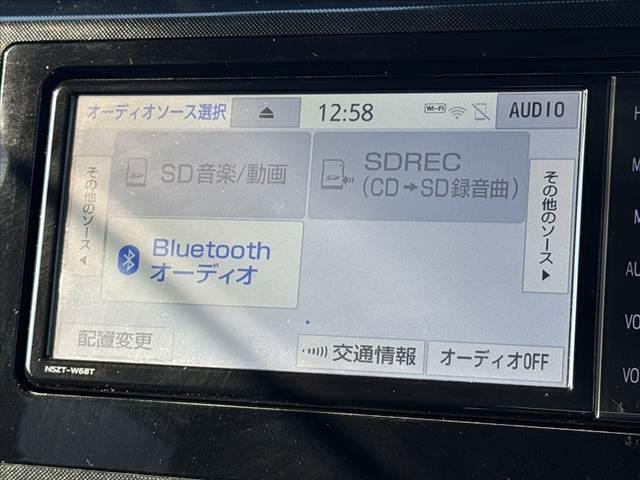 オーディオソース選択
12:58
Wi-Fi
AUDIO
SD音楽/動画
SDREC
(CD➡SD録音曲)
その他のソース◀
その他のソース▶
Bluetooth
オーディオ
配置変更
交通情報
オーディオOFF
NSZT-W68T
H
M
M
AU
VO
VO